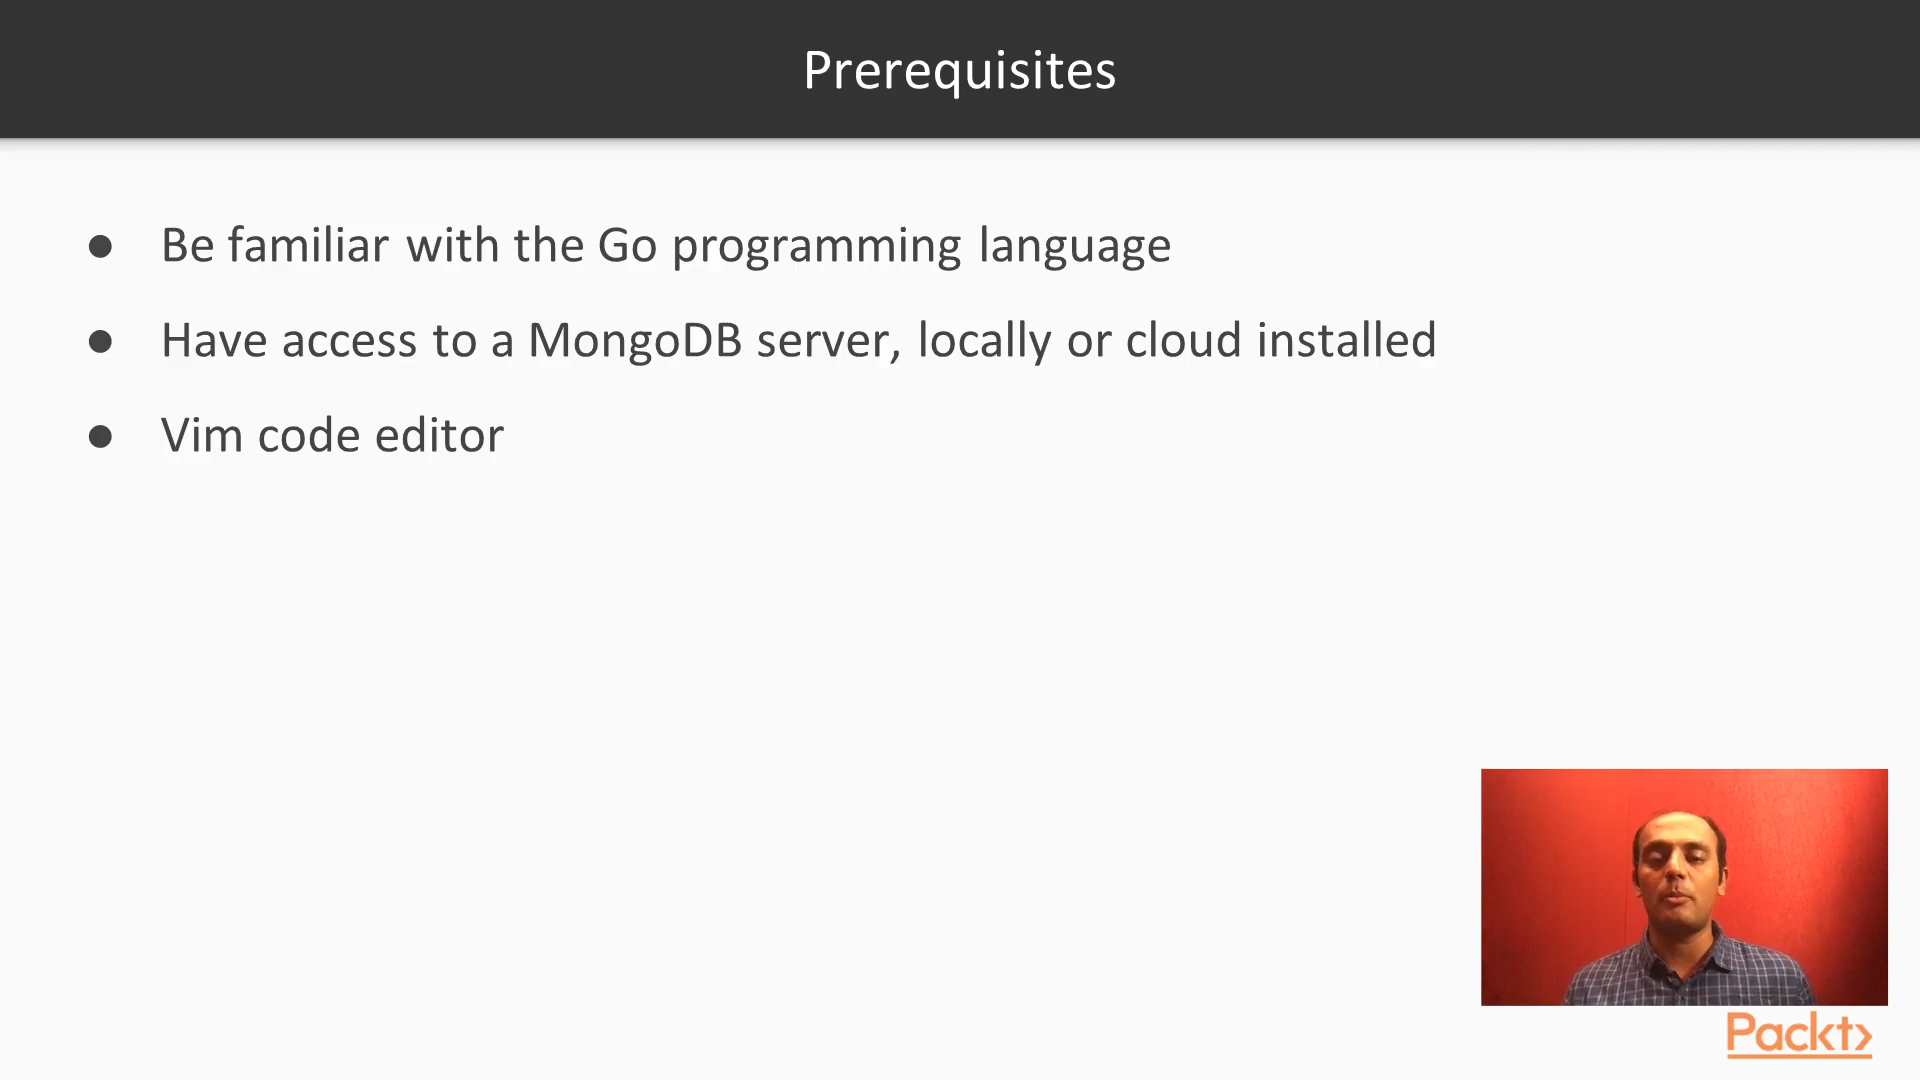 Prerequisites
● Be familiar with the Go programming language
● Have access to a MongoDB server, locally or cloud installed
● Vim code editor
Packt>